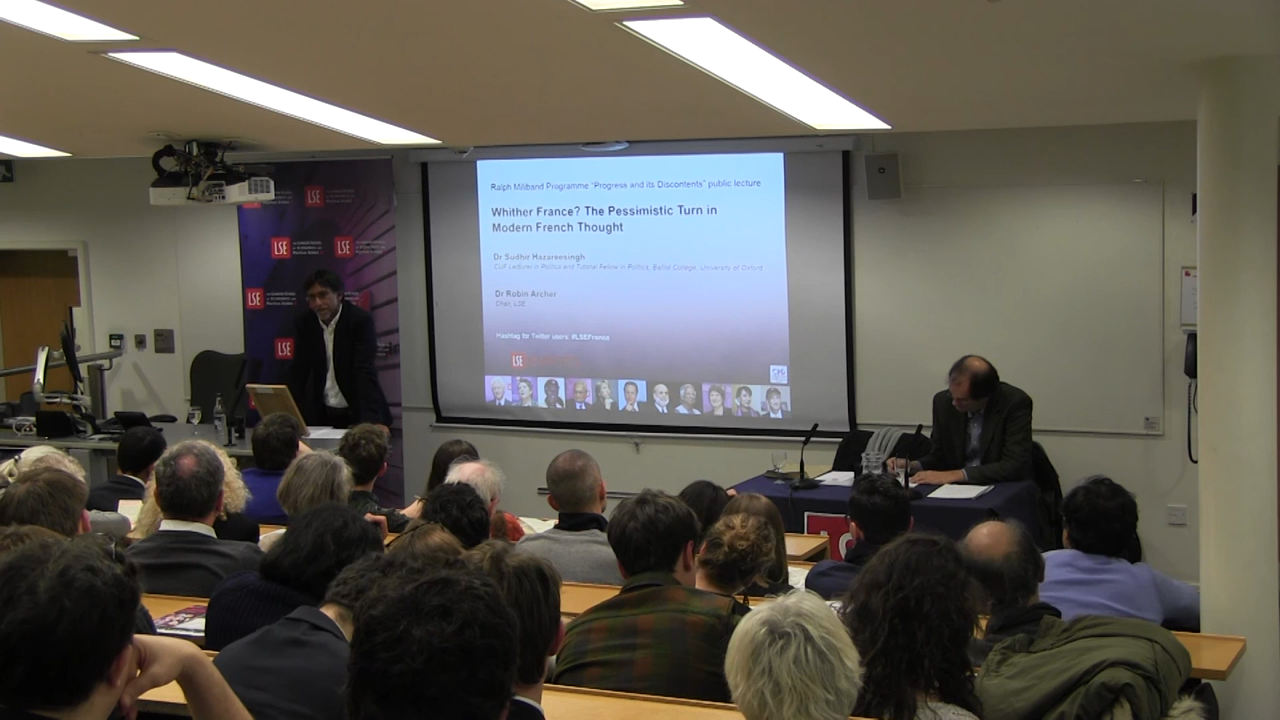 Ralph Miliband Programme "Progress and its Discontents" public lecture
Whither France? The Pessimistic Turn in
Modern French Thought
Dr Sudhir Hazareesingh
CUF Lecturer in Politics and Tutorial Fellow in Politics, Balliol College, University of Oxford
Dr Robin Archer
Chair, LSE
Hashtag for Twitter users: #LSEFrance
LSE
LSE
LSE
LSE
LSE
LSE